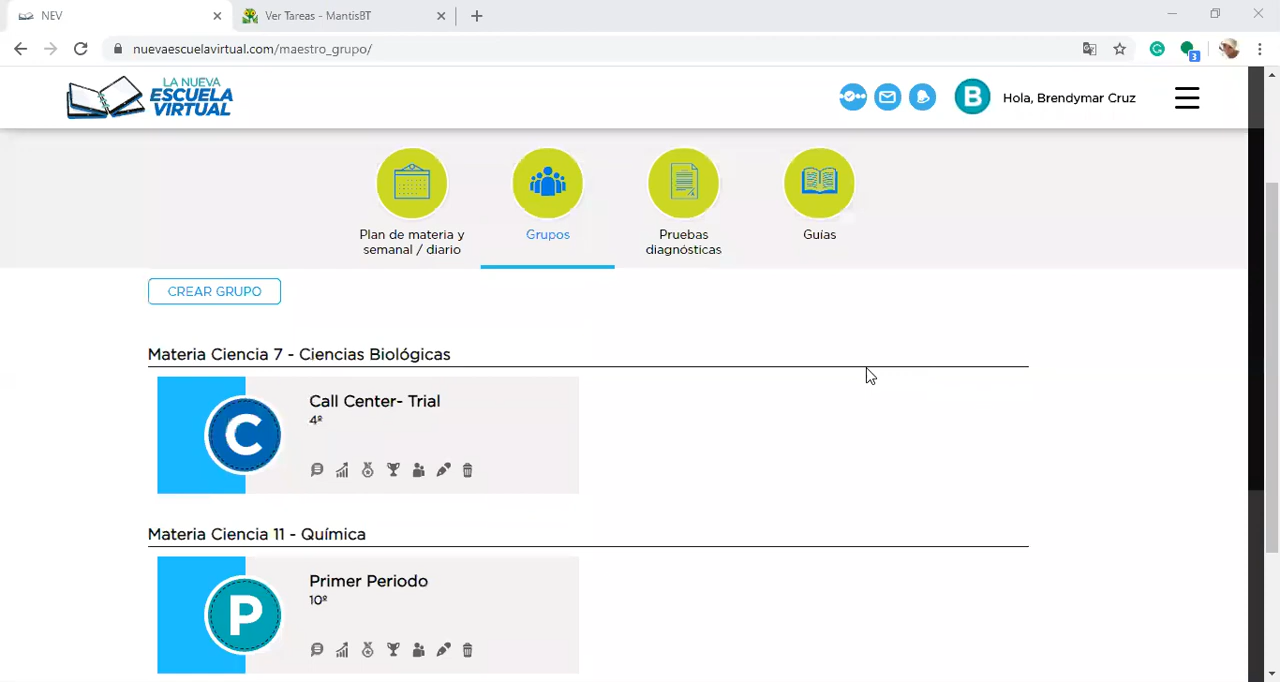 NEV
Ver Tareas - MantisBT
nuevaescuelavirtual.com/maestro_grupo/
3
LA NUEVA
ESCUELA
VIRTUAL
B
Hola, Brendymar Cruz
Plan de materia y
semanal / diario
Grupos
Pruebas
diagnósticas
Guías
CREAR GRUPO
Materia Ciencia 7 - Ciencias Biológicas
C
Call Center- Trial
4º
Materia Ciencia 11 - Química
P
Primer Periodo
10º